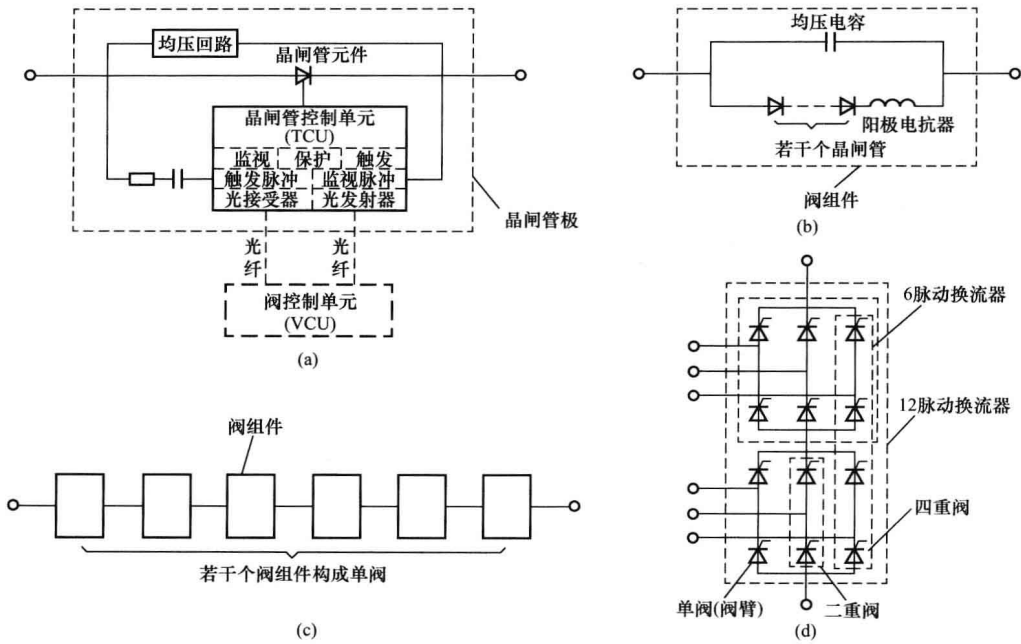 均压回路
晶闸管元件
晶闸管控制单元
(TCU)
监视 保护 触发
触发脉冲 监视脉冲
光接受器 光发射器
光纤 光纤
阀控制单元
(VCU)
晶闸管极
(a)
均压电容
阳极电抗器
若干个晶闸管
阀组件
(b)
阀组件
若干个阀组件构成单阀
(c)
6脉动换流器
12脉动换流器
四重阀
单阀(阀臂)
二重阀
(d)